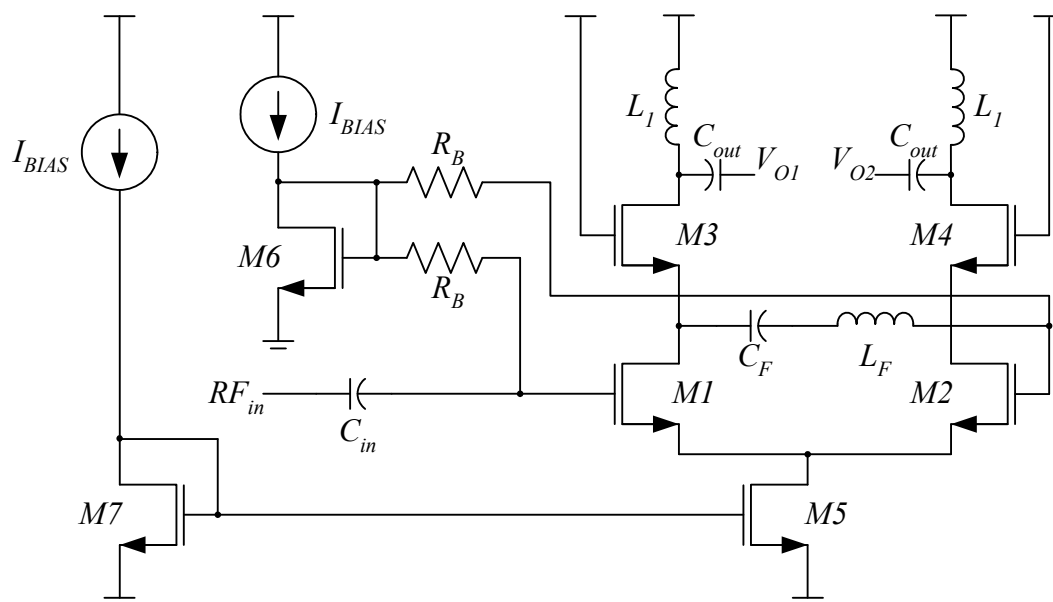 L_1
L_1
I_BIAS
C_out
C_out
I_BIAS
R_B
V_O1
V_O2
M3
M4
M6
R_B
C_F
L_F
RF_in
M1
M2
C_in
M7
M5